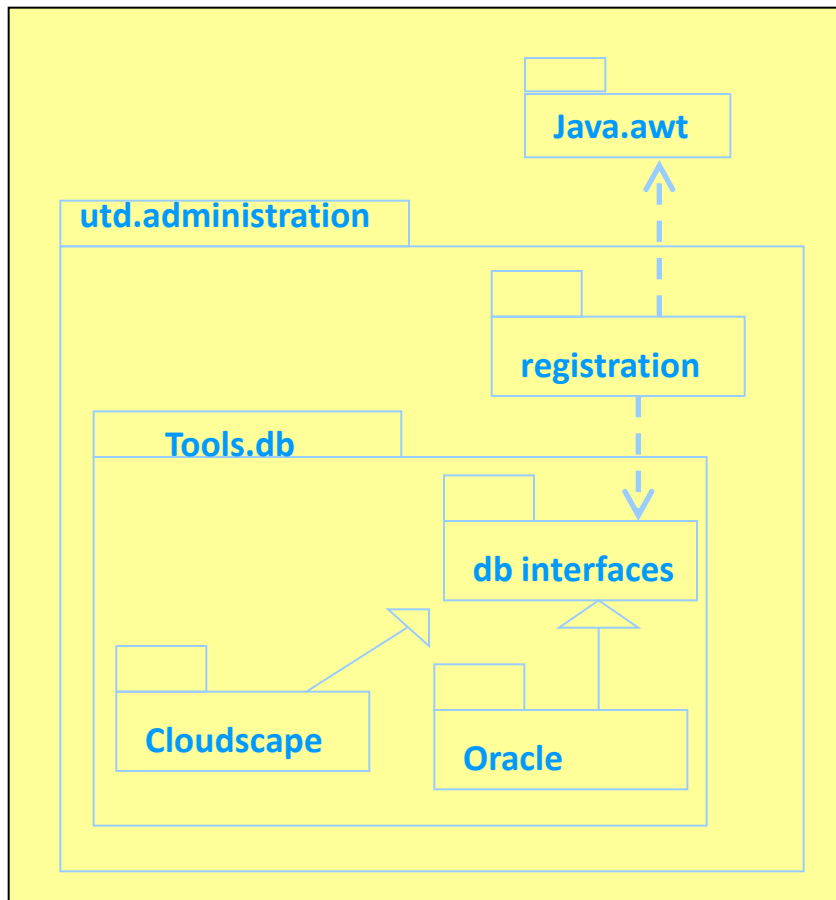 Java.awt
utd.administration
registration
Tools.db
db interfaces
Cloudscape
Oracle